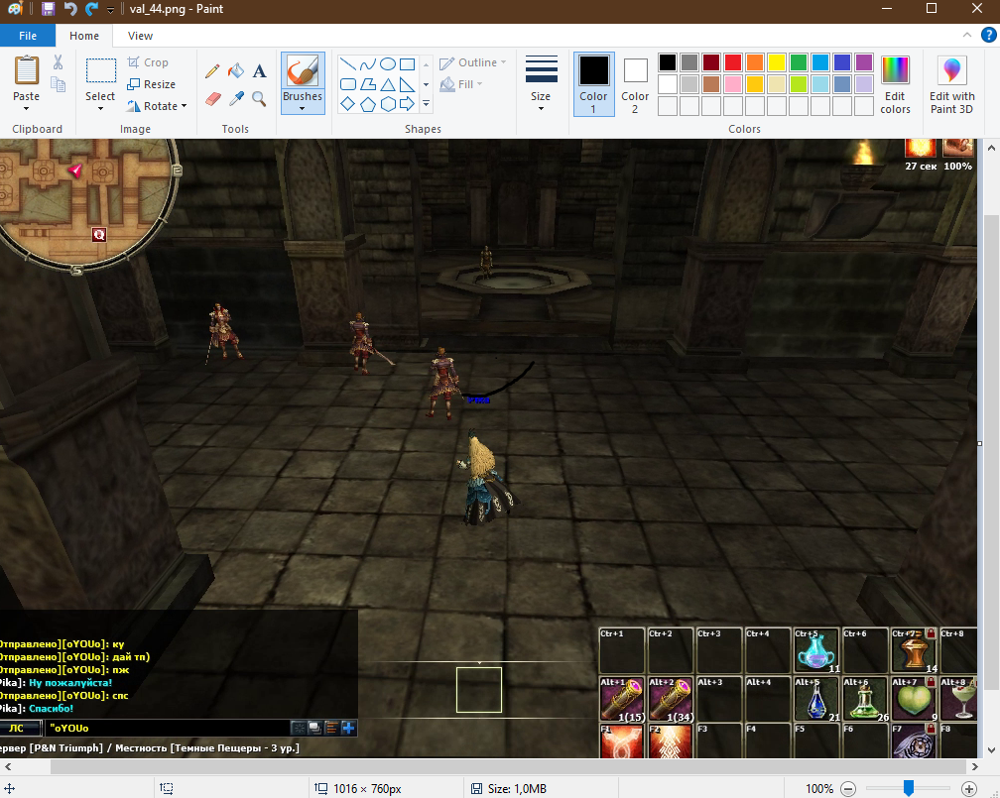 val_44.png - Paint
File Home View
Paste
Select
Crop
Resize
Rotate
Brushes
Outline
Fill
Size
Color 1
Color 2
Edit colors
Edit with Paint 3D
Clipboard Image Tools Shapes Colors
27 сек 100%
S
Q
Отправлено][oYOUo]: ку
Отправлено][oYOUo]: дай тп)
Отправлено][oYOUo]: пж
Pika]: Ну пожалуйста!
Отправлено][oYOUo]: спс
Pika]: Спасибо!
ЛС "oYOUo
ервер [P&N Triumph] / Местность [Темные Пещеры - 3 ур.]
Ctr+1 Ctr+2 Ctr+3 Ctr+4 Ctr+5 Ctr+6 Ctr+7 Ctr+8
11 14
Alt+1 Alt+2 Alt+3 Alt+4 Alt+5 Alt+6 Alt+7 Alt+8
1(15) 1(34) 21 26 9
F1 F2 F3 F4 F5 F6 F7 F8
1016 × 760px
Size: 1,0MB
100%